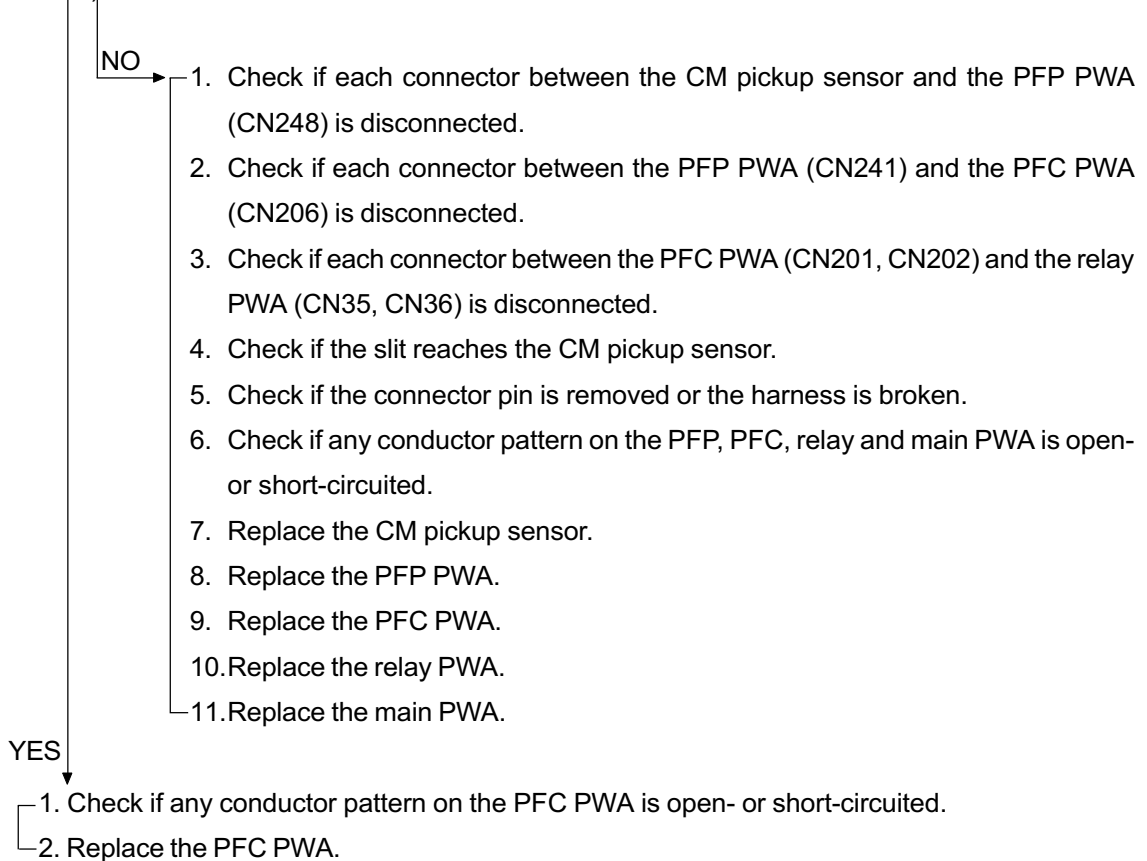 NO
1. Check if each connector between the CM pickup sensor and the PFP PWA
(CN248) is disconnected.
2. Check if each connector between the PFP PWA (CN241) and the PFC PWA
(CN206) is disconnected.
3. Check if each connector between the PFC PWA (CN201, CN202) and the relay
PWA (CN35, CN36) is disconnected.
4. Check if the slit reaches the CM pickup sensor.
5. Check if the connector pin is removed or the harness is broken.
6. Check if any conductor pattern on the PFP, PFC, relay and main PWA is open-
or short-circuited.
7. Replace the CM pickup sensor.
8. Replace the PFP PWA.
9. Replace the PFC PWA.
10.Replace the relay PWA.
11.Replace the main PWA.
YES
1. Check if any conductor pattern on the PFC PWA is open- or short-circuited.
2. Replace the PFC PWA.